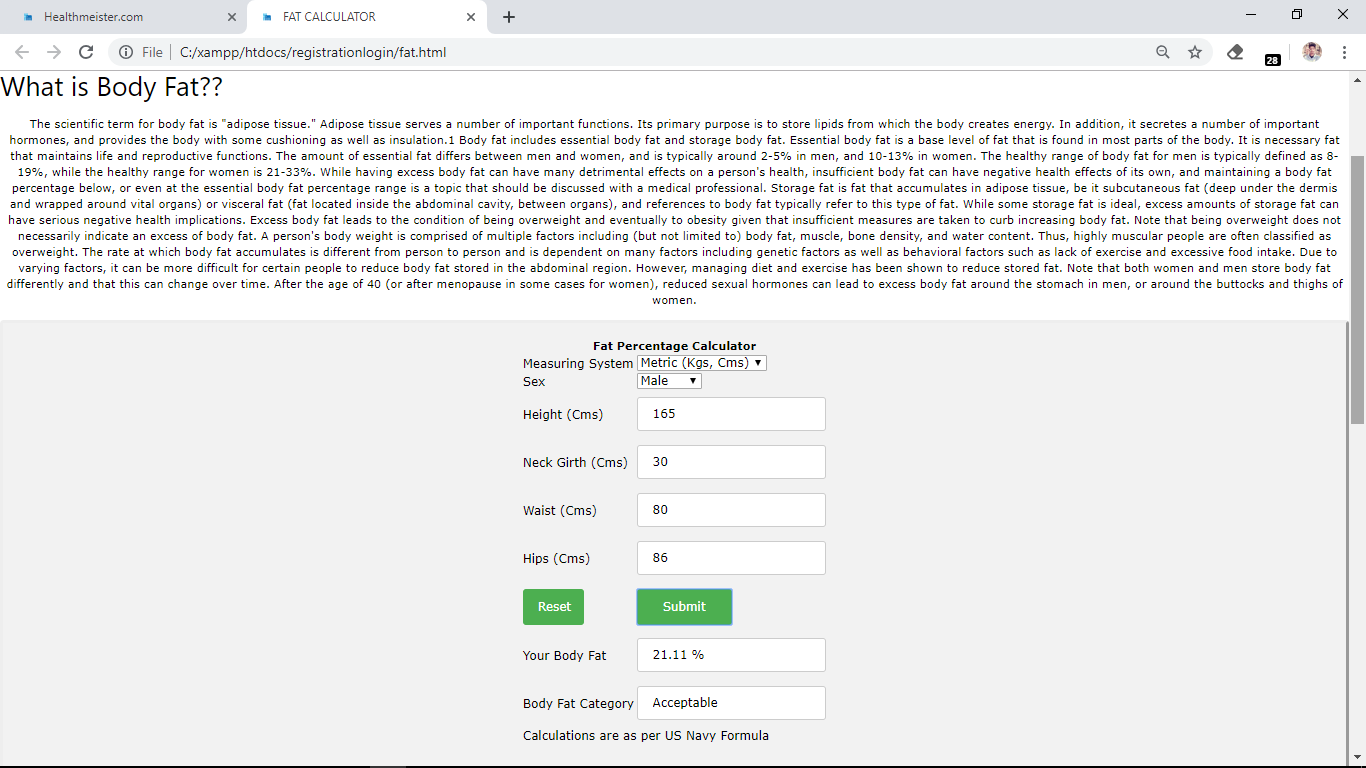 Healthmeister.com
FAT CALCULATOR
File
C:/xampp/htdocs/registrationlogin/fat.html
28
What is Body Fat??
The scientific term for body fat is "adipose tissue." Adipose tissue serves a number of important functions. Its primary purpose is to store lipids from which the body creates energy. In addition, it secretes a number of important
hormones, and provides the body with some cushioning as well as insulation.1 Body fat includes essential body fat and storage body fat. Essential body fat is a base level of fat that is found in most parts of the body. It is necessary fat
that maintains life and reproductive functions. The amount of essential fat differs between men and women, and is typically around 2-5% in men, and 10-13% in women. The healthy range of body fat for men is typically defined as 8-
19%, while the healthy range for women is 21-33%. While having excess body fat can have many detrimental effects on a person's health, insufficient body fat can have negative health effects of its own, and maintaining a body fat
percentage below, or even at the essential body fat percentage range is a topic that should be discussed with a medical professional. Storage fat is fat that accumulates in adipose tissue, be it subcutaneous fat (deep under the dermis
and wrapped around vital organs) or visceral fat (fat located inside the abdominal cavity, between organs), and references to body fat typically refer to this type of fat. While some storage fat is ideal, excess amounts of storage fat can
have serious negative health implications. Excess body fat leads to the condition of being overweight and eventually to obesity given that insufficient measures are taken to curb increasing body fat. Note that being overweight does not
necessarily indicate an excess of body fat. A person's body weight is comprised of multiple factors including (but not limited to) body fat, muscle, bone density, and water content. Thus, highly muscular people are often classified as
overweight. The rate at which body fat accumulates is different from person to person and is dependent on many factors including genetic factors as well as behavioral factors such as lack of exercise and excessive food intake. Due to
varying factors, it can be more difficult for certain people to reduce body fat stored in the abdominal region. However, managing diet and exercise has been shown to reduce stored fat. Note that both women and men store body fat
differently and that this can change over time. After the age of 40 (or after menopause in some cases for women), reduced sexual hormones can lead to excess body fat around the stomach in men, or around the buttocks and thighs of
women.
Fat Percentage Calculator
Measuring System Metric (Kgs, Cms)
Sex Male
Height (Cms) 165
Neck Girth (Cms) 30
Waist (Cms) 80
Hips (Cms) 86
Reset Submit
Your Body Fat 21.11 %
Body Fat Category Acceptable
Calculations are as per US Navy Formula